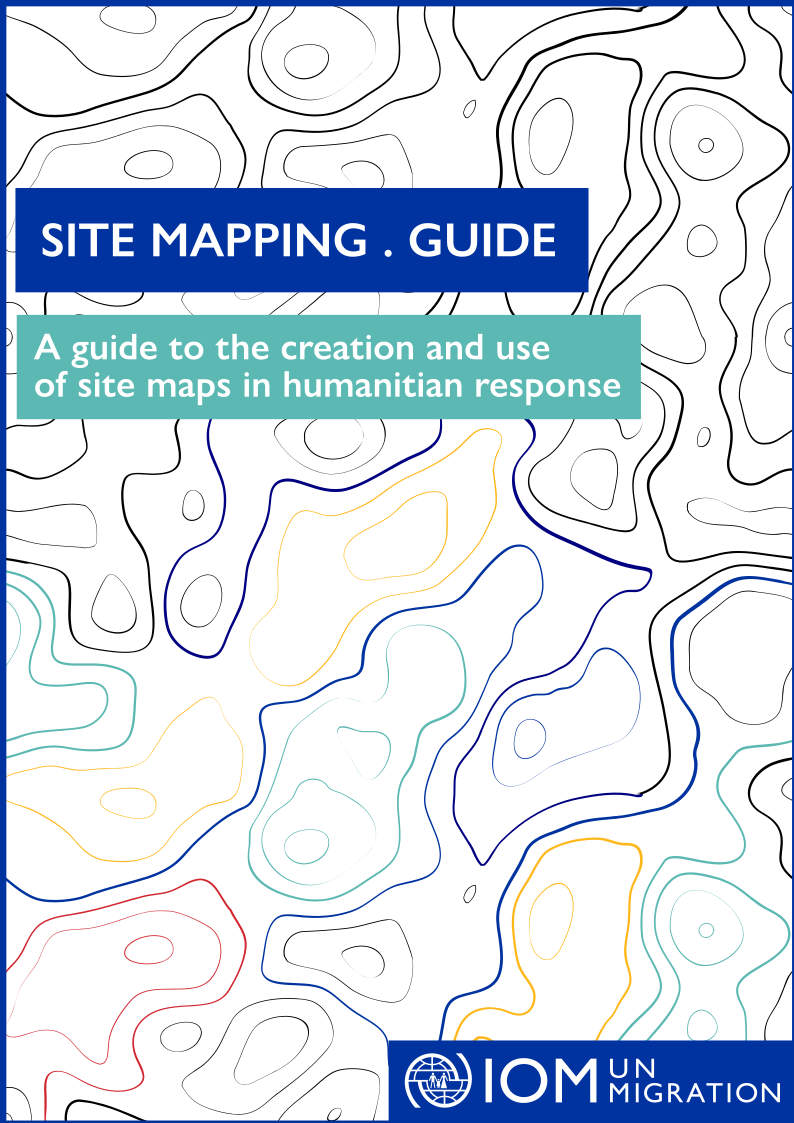 SITE MAPPING . GUIDE
A guide to the creation and use
of site maps in humanitian response
IOM UN
MIGRATION